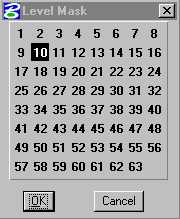 Level Mask
1 2 3 4 5 6 7 8
9 10 11 12 13 14 15 16
17 18 19 20 21 22 23 24
25 26 27 28 29 30 31 32
33 34 35 36 37 38 39 40
41 42 43 44 45 46 47 48
49 50 51 52 53 54 55 56
57 58 59 60 61 62 63
OK Cancel